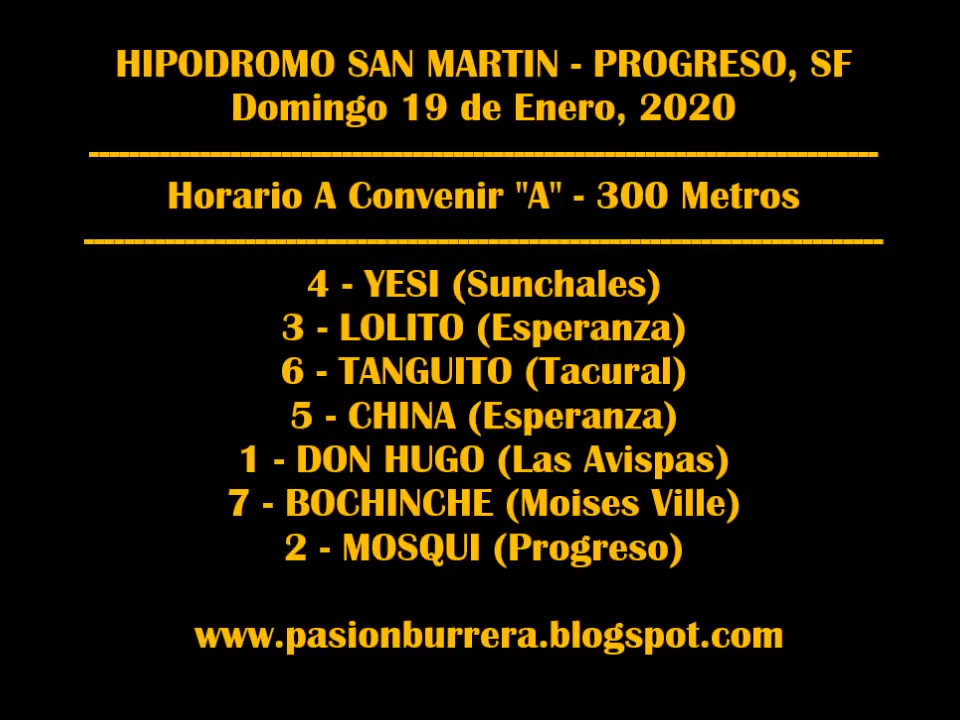 HIPODROMO SAN MARTIN - PROGRESO, SF
Domingo 19 de Enero, 2020
--------------------------------------------------------------------------------
Horario A Convenir "A" - 300 Metros
---------------------------------------------------------------------------------
4 - YESI (Sunchales)
3 - LOLITO (Esperanza)
6 - TANGUITO (Tacural)
5 - CHINA (Esperanza)
1 - DON HUGO (Las Avispas)
7 - BOCHINCHE (Moises Ville)
2 - MOSQUI (Progreso)
www.pasionburrera.blogspot.com